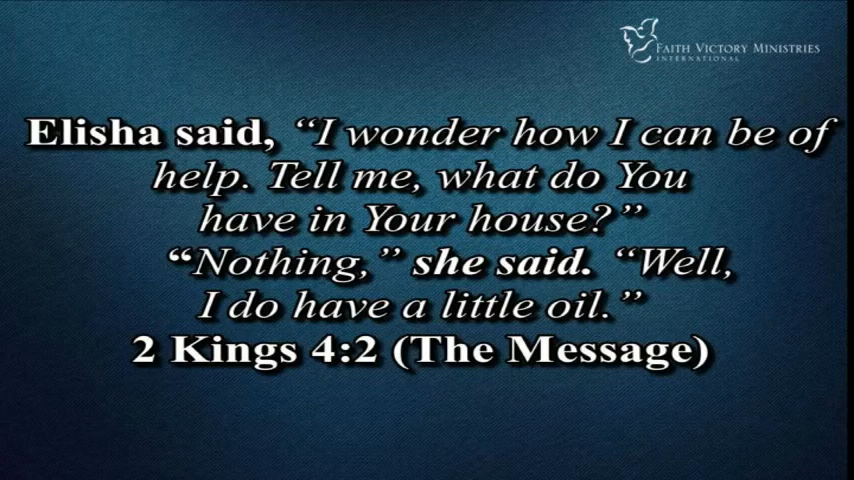 FAITH VICTORY MINISTRIES
INTERNATIONAL
Elisha said, “I wonder how I can be of
help. Tell me, what do You
have in Your house?”
“Nothing,” she said. “Well,
I do have a little oil.”
2 Kings 4:2 (The Message)